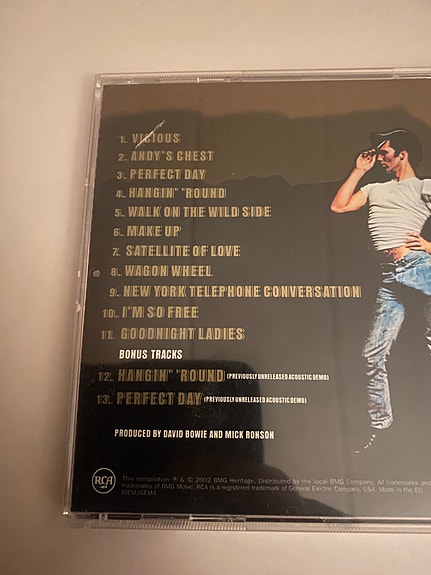 1. VICIOUS
2. ANDY'S CHEST
3. PERFECT DAY
4. HANGIN' 'ROUND
5. WALK ON THE WILD SIDE
6. MAKE UP
7. SATELLITE OF LOVE
8. WAGON WHEEL
9. NEW YORK TELEPHONE CONVERSATION
10. I'M SO FREE
11. GOODNIGHT LADIES
BONUS TRACKS
12. HANGIN' 'ROUND (PREVIOUSLY UNRELEASED ACOUSTIC DEMO)
13. PERFECT DAY (PREVIOUSLY UNRELEASED ACOUSTIC DEMO)
PRODUCED BY DAVID BOWIE AND MICK RONSON
RCA
This compilation ℗ & © 2002 BMG Heritage. Distributed by the local BMG Company. All trademarks and
trademarks of BMG Music. RCA is a registered trademark of General Electric Company, USA. Made in the EU.
BIEM/GEMA